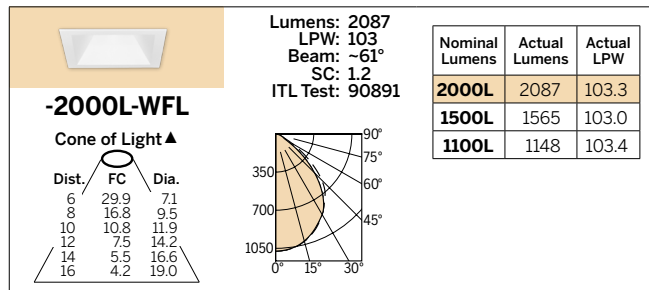 -2000L-WFL
Cone of Light▲
Dist. FC Dia.
6 29.9 7.1
8 16.8 9.5
10 10.8 11.9
12 7.5 14.2
14 5.5 16.6
16 4.2 19.0
Lumens: 2087
LPW: 103
Beam: ~61°
SC: 1.2
ITL Test: 90891
90°
75°
350
60°
700
45°
1050
0° 15° 30°
Nominal Lumens Actual Lumens Actual LPW
2000L 2087 103.3
1500L 1565 103.0
1100L 1148 103.4